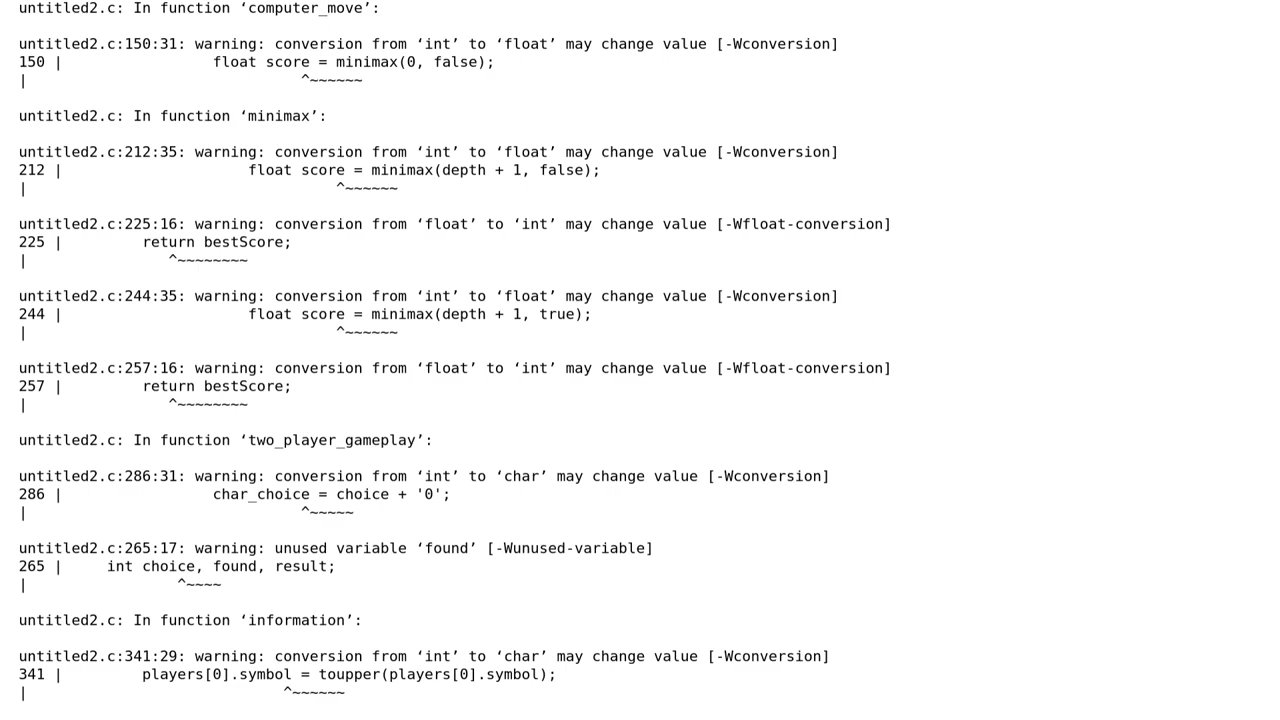 untitled2.c: In function ‘computer_move’:
untitled2.c:150:31: warning: conversion from ‘int’ to ‘float’ may change value [-Wconversion]
150 |                 float score = minimax(0, false);
|                               ^~~~~~~
untitled2.c: In function ‘minimax’:
untitled2.c:212:35: warning: conversion from ‘int’ to ‘float’ may change value [-Wconversion]
212 |                     float score = minimax(depth + 1, false);
|                                   ^~~~~~~
untitled2.c:225:16: warning: conversion from ‘float’ to ‘int’ may change value [-Wfloat-conversion]
225 |         return bestScore;
|                ^~~~~~~~~
untitled2.c:244:35: warning: conversion from ‘int’ to ‘float’ may change value [-Wconversion]
244 |                     float score = minimax(depth + 1, true);
|                                   ^~~~~~~
untitled2.c:257:16: warning: conversion from ‘float’ to ‘int’ may change value [-Wfloat-conversion]
257 |         return bestScore;
|                ^~~~~~~~~
untitled2.c: In function ‘two_player_gameplay’:
untitled2.c:286:31: warning: conversion from ‘int’ to ‘char’ may change value [-Wconversion]
286 |                 char_choice = choice + '0';
|                               ^~~~~~
untitled2.c:265:17: warning: unused variable ‘found’ [-Wunused-variable]
265 |     int choice, found, result;
|                 ^~~~~
untitled2.c: In function ‘information’:
untitled2.c:341:29: warning: conversion from ‘int’ to ‘char’ may change value [-Wconversion]
341 |         players[0].symbol = toupper(players[0].symbol);
|                             ^~~~~~~